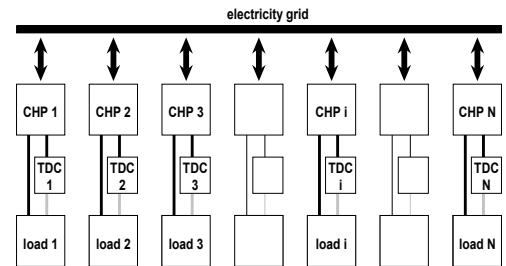 electricity grid
CHP 1 CHP 2 CHP 3 CHP i CHP N
TDC TDC TDC TDC TDC
1 2 3 i N
load 1 load 2 load 3 load i load N